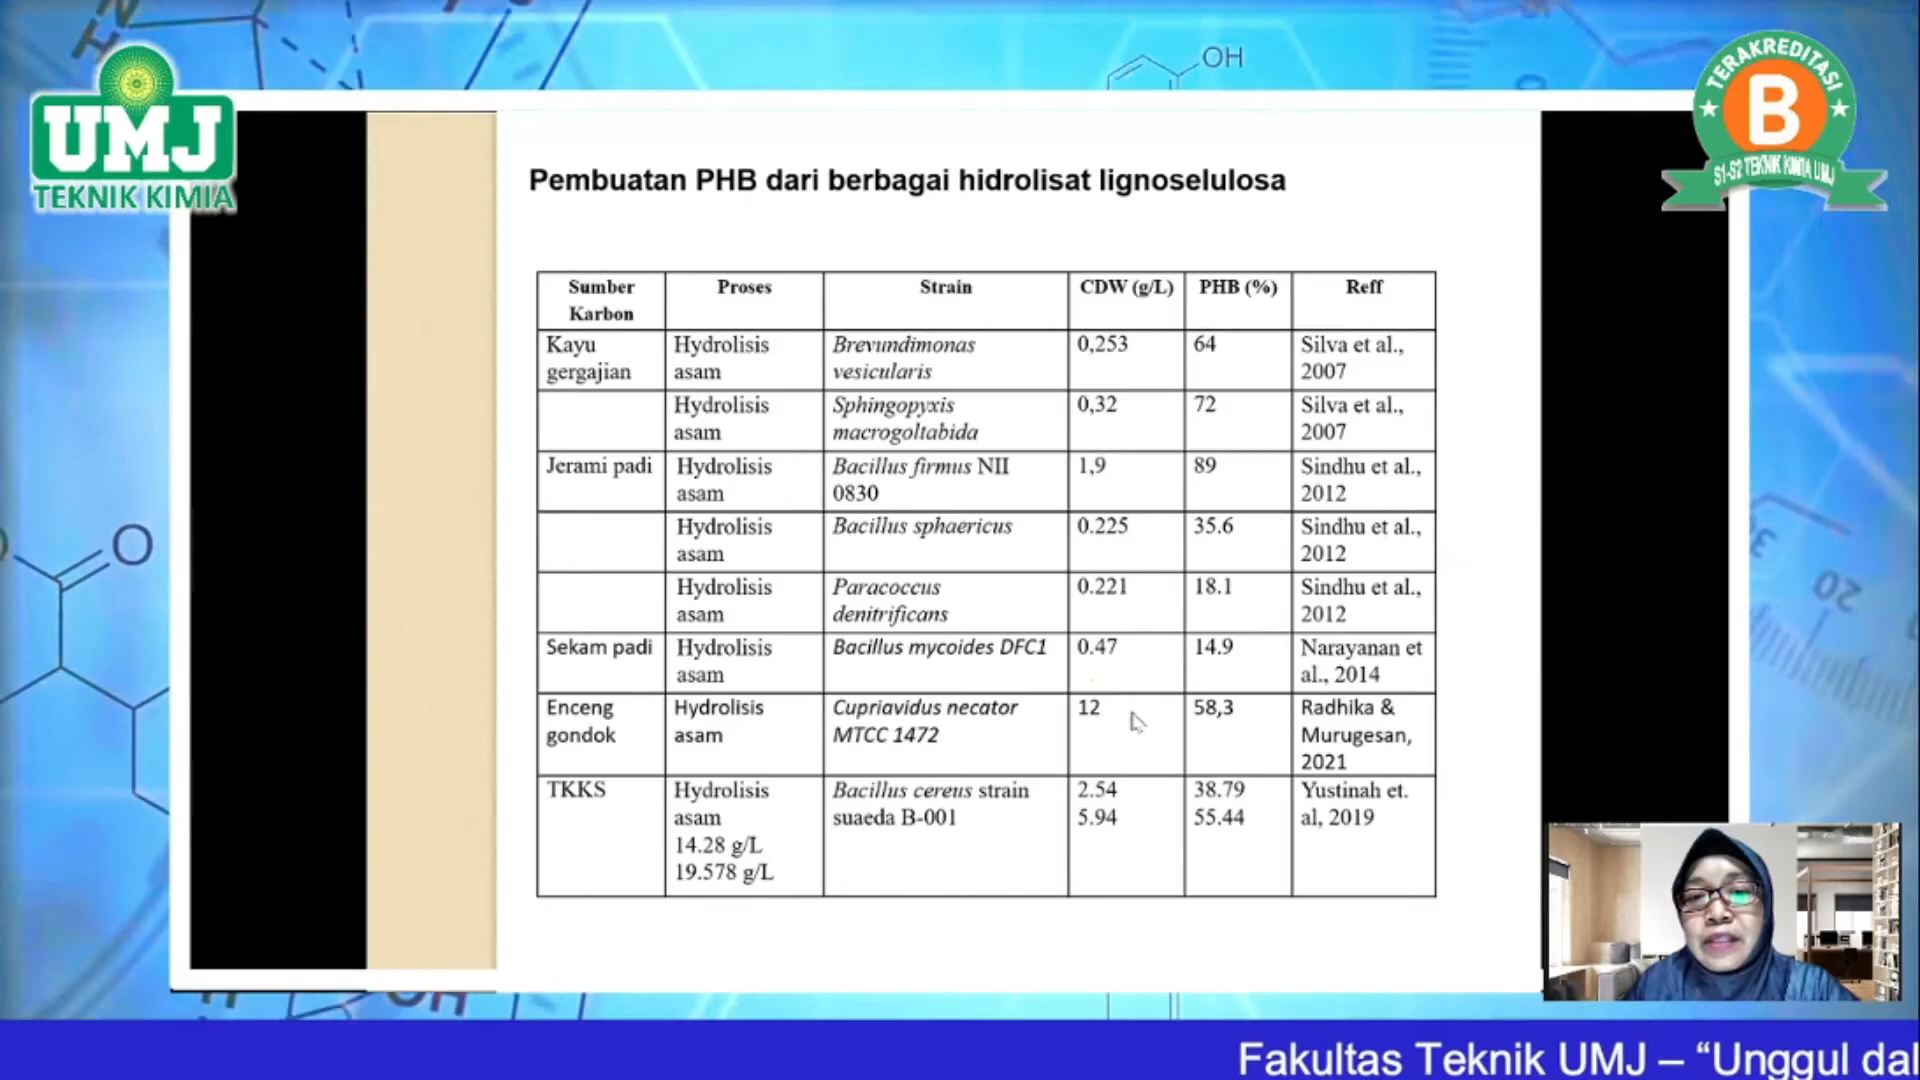 OH
UMJ
TEKNIK KIMIA
TERAKREDITASI
B
S1-S2 TEKNIK KIMIA UMJ
Pembuatan PHB dari berbagai hidrolisat lignoselulosa
Sumber Karbon Proses Strain CDW (g/L) PHB (%) Reff
Kayu gergajian Hydrolisis asam Brevundimonas vesicularis 0,253 64 Silva et al., 2007
Hydrolisis asam Sphingopyxis macrogoltabida 0,32 72 Silva et al., 2007
Jerami padi Hydrolisis asam Bacillus firmus NII 0830 1,9 89 Sindhu et al., 2012
Hydrolisis asam Bacillus sphaericus 0.225 35.6 Sindhu et al., 2012
Hydrolisis asam Paracoccus denitrificans 0.221 18.1 Sindhu et al., 2012
Sekam padi Hydrolisis asam Bacillus mycoides DFC1 0.47 14.9 Narayanan et al., 2014
Enceng gondok Hydrolisis asam Cupriavidus necator MTCC 1472 12 58,3 Radhika & Murugesan, 2021
TKKS Hydrolisis asam 14.28 g/L 19.578 g/L Bacillus cereus strain suaeda B-001 2.54 5.94 38.79 55.44 Yustinah et. al, 2019
O
20
OH
Fakultas Teknik UMJ – “Unggul dal